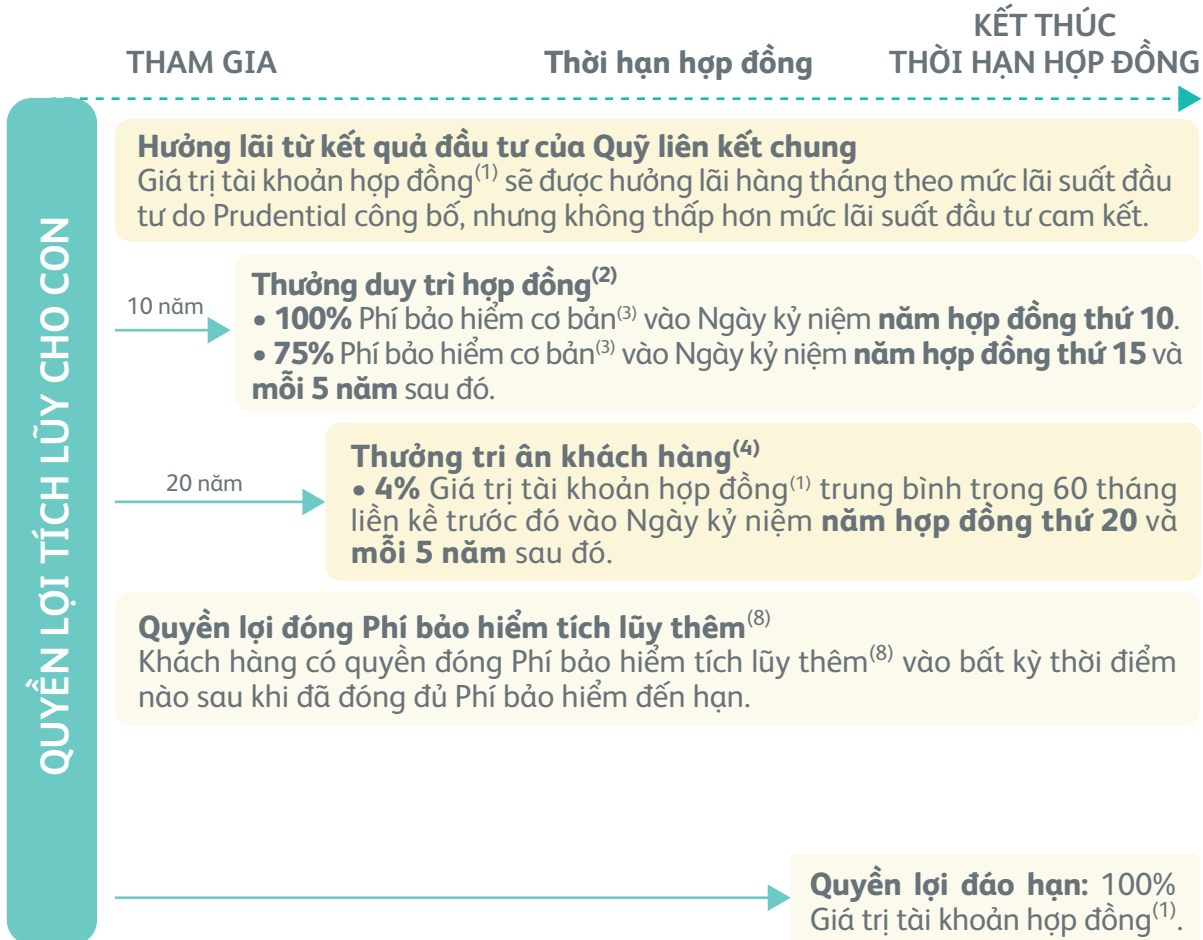 THAM GIA
Thời hạn hợp đồng
KẾT THÚC
THỜI HẠN HỢP ĐỒNG
QUYỀN LỢI TÍCH LŨY CHO CON
Hưởng lãi từ kết quả đầu tư của Quỹ liên kết chung
Giá trị tài khoản hợp đồng(1) sẽ được hưởng lãi hàng tháng theo mức lãi suất đầu
tư do Prudential công bố, nhưng không thấp hơn mức lãi suất đầu tư cam kết.
10 năm
Thưởng duy trì hợp đồng(2)
• 100% Phí bảo hiểm cơ bản(3) vào Ngày kỷ niệm năm hợp đồng thứ 10.
• 75% Phí bảo hiểm cơ bản(3) vào Ngày kỷ niệm năm hợp đồng thứ 15 và
mỗi 5 năm sau đó.
20 năm
Thưởng tri ân khách hàng(4)
• 4% Giá trị tài khoản hợp đồng(1) trung bình trong 60 tháng
liền kề trước đó vào Ngày kỷ niệm năm hợp đồng thứ 20 và
mỗi 5 năm sau đó.
Quyền lợi đóng Phí bảo hiểm tích lũy thêm(8)
Khách hàng có quyền đóng Phí bảo hiểm tích lũy thêm(8) vào bất kỳ thời điểm
nào sau khi đã đóng đủ Phí bảo hiểm đến hạn.
Quyền lợi đáo hạn: 100%
Giá trị tài khoản hợp đồng(1).